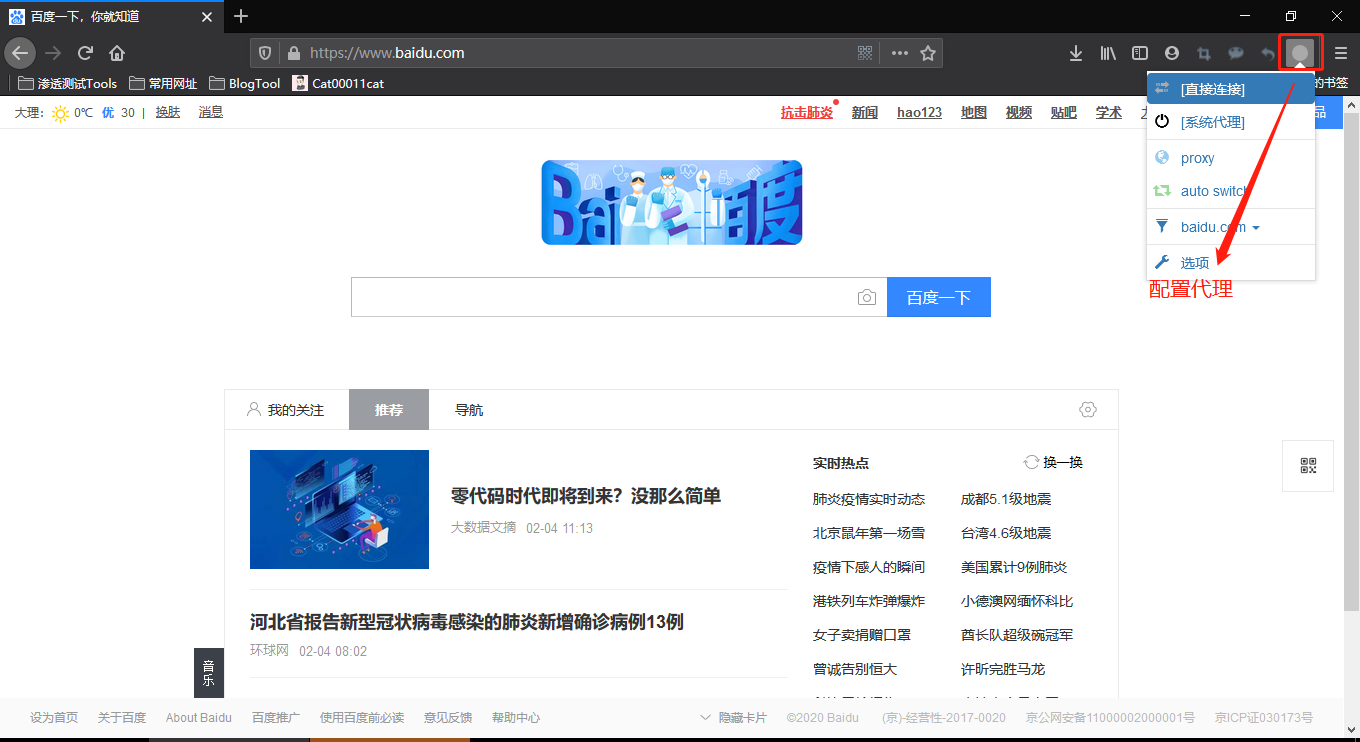 百度一下，你就知道
https://www.baidu.com
渗透测试Tools 常用网址 BlogTool Cat00011cat 的书签
[直接连接]
[系统代理]
proxy
auto switch
baidu.com
选项
配置代理
大理： 0℃ 优 30 | 换肤 消息
抗击肺炎 新闻 hao123 地图 视频 贴吧 学术 品
Bai 百度
百度一下
我的关注 推荐 导航
零代码时代即将到来？没那么简单
大数据文摘 02-04 11:13
河北省报告新型冠状病毒感染的肺炎新增确诊病例13例
环球网 02-04 08:02
实时热点 换一换
肺炎疫情实时动态 成都5.1级地震
北京鼠年第一场雪 台湾4.6级地震
疫情下感人的瞬间 美国累计9例肺炎
港铁列车炸弹爆炸 小德澳网缅怀科比
女子卖捐赠口罩 酋长队超级碗冠军
曾诚告别恒大 许昕完胜马龙
音乐
设为首页 关于百度 About Baidu 百度推广 使用百度前必读 意见反馈 帮助中心 隐藏卡片 ©2020 Baidu (京)-经营性-2017-0020 京公网安备11000002000001号 京ICP证030173号